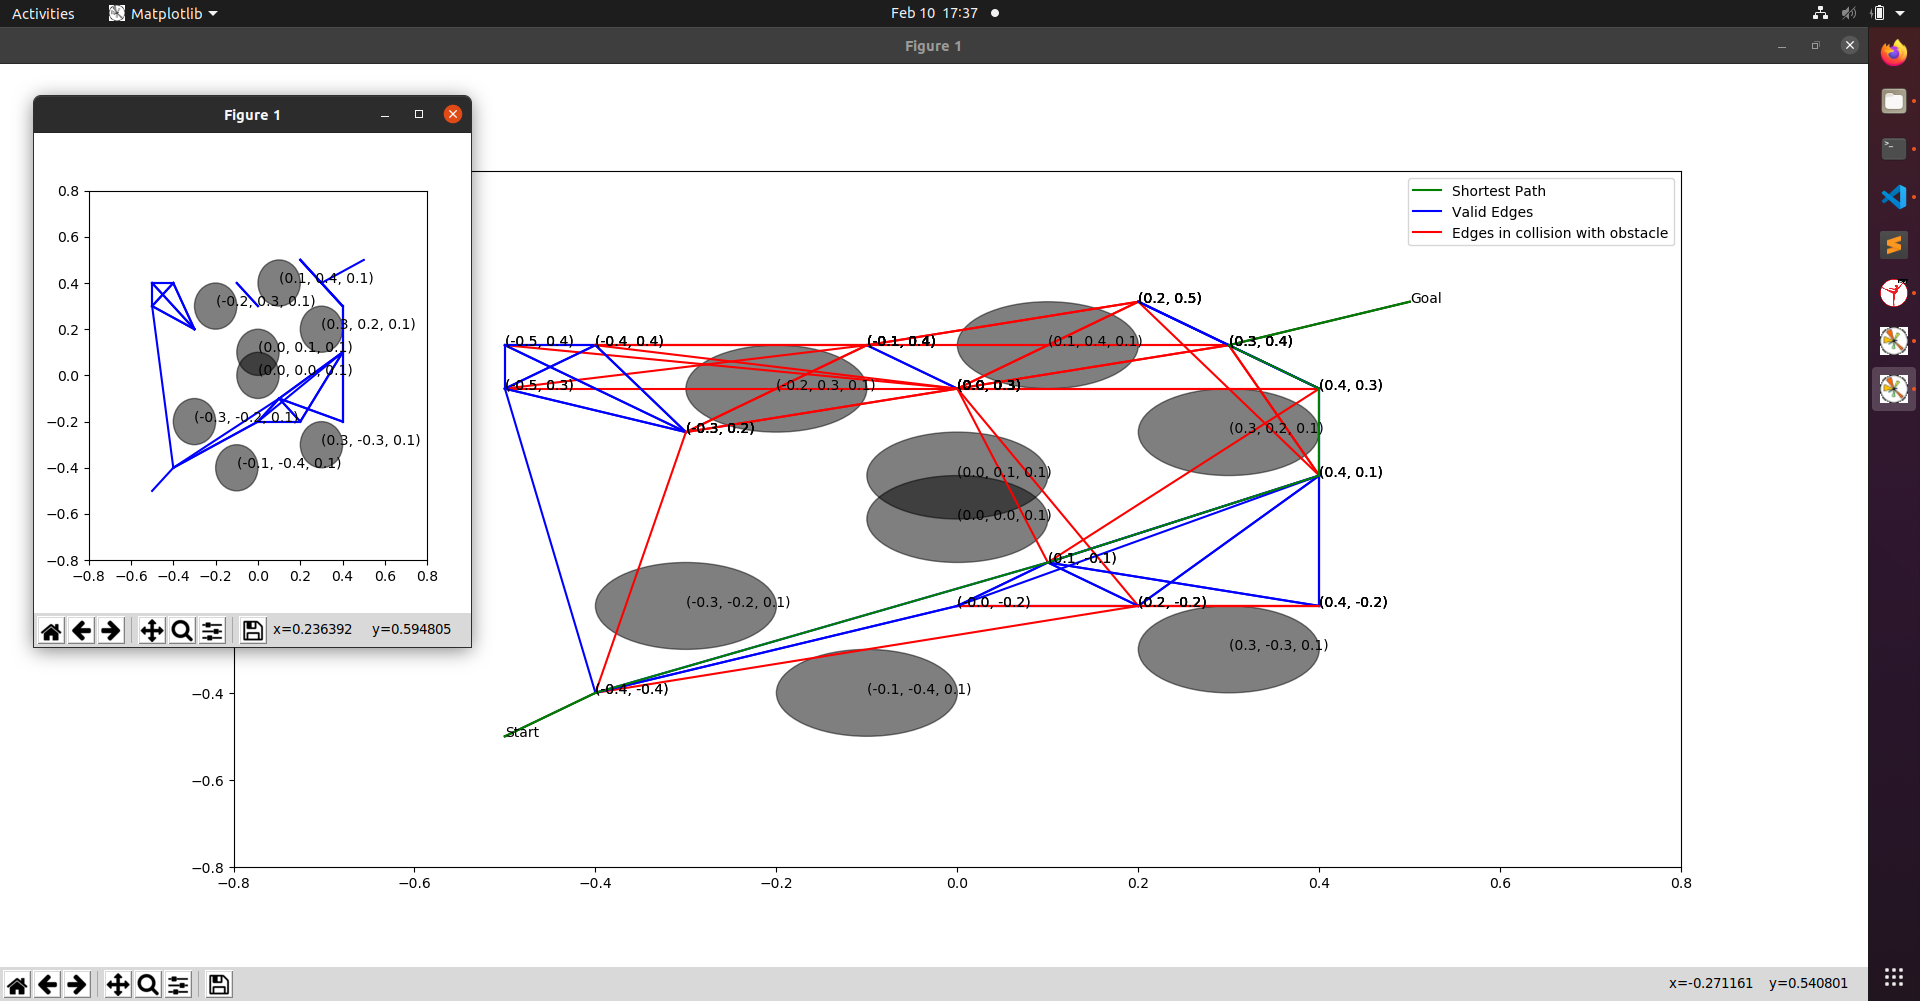 Activities
Matplotlib
Feb 10 17:37
Figure 1
Figure 1
0.8
0.6
0.4
0.2
0.0
−0.2
−0.4
−0.6
−0.8
−0.8 −0.6 −0.4 −0.2 0.0 0.2 0.4 0.6 0.8
(0.1, 0.4, 0.1)
(-0.2, 0.3, 0.1)
(0.3, 0.2, 0.1)
(0.0, 0.1, 0.1)
(0.0, 0.0, 0.1)
(-0.3, -0.2, 0.1)
(0.3, -0.3, 0.1)
(-0.1, -0.4, 0.1)
x=0.236392 y=0.594805
Shortest Path
Valid Edges
Edges in collision with obstacle
(0.2, 0.5)
Goal
(-0.5, 0.4)
(-0.4, 0.4)
(-0.1, 0.4)
(0.1, 0.4, 0.1)
(0.3, 0.4)
(-0.5, 0.3)
(-0.2, 0.3, 0.1)
(0.0, 0.3)
(0.4, 0.3)
(-0.3, 0.2)
(0.3, 0.2, 0.1)
(0.0, 0.1, 0.1)
(0.4, 0.1)
(0.0, 0.0, 0.1)
(0.1, -0.1)
(-0.3, -0.2, 0.1)
(-0.0, -0.2)
(0.2, -0.2)
(0.4, -0.2)
(0.3, -0.3, 0.1)
(-0.4, -0.4)
(-0.1, -0.4, 0.1)
Start
−0.4
−0.6
−0.8
−0.8 −0.6 −0.4 −0.2 0.0 0.2 0.4 0.6 0.8
x=-0.271161 y=0.540801